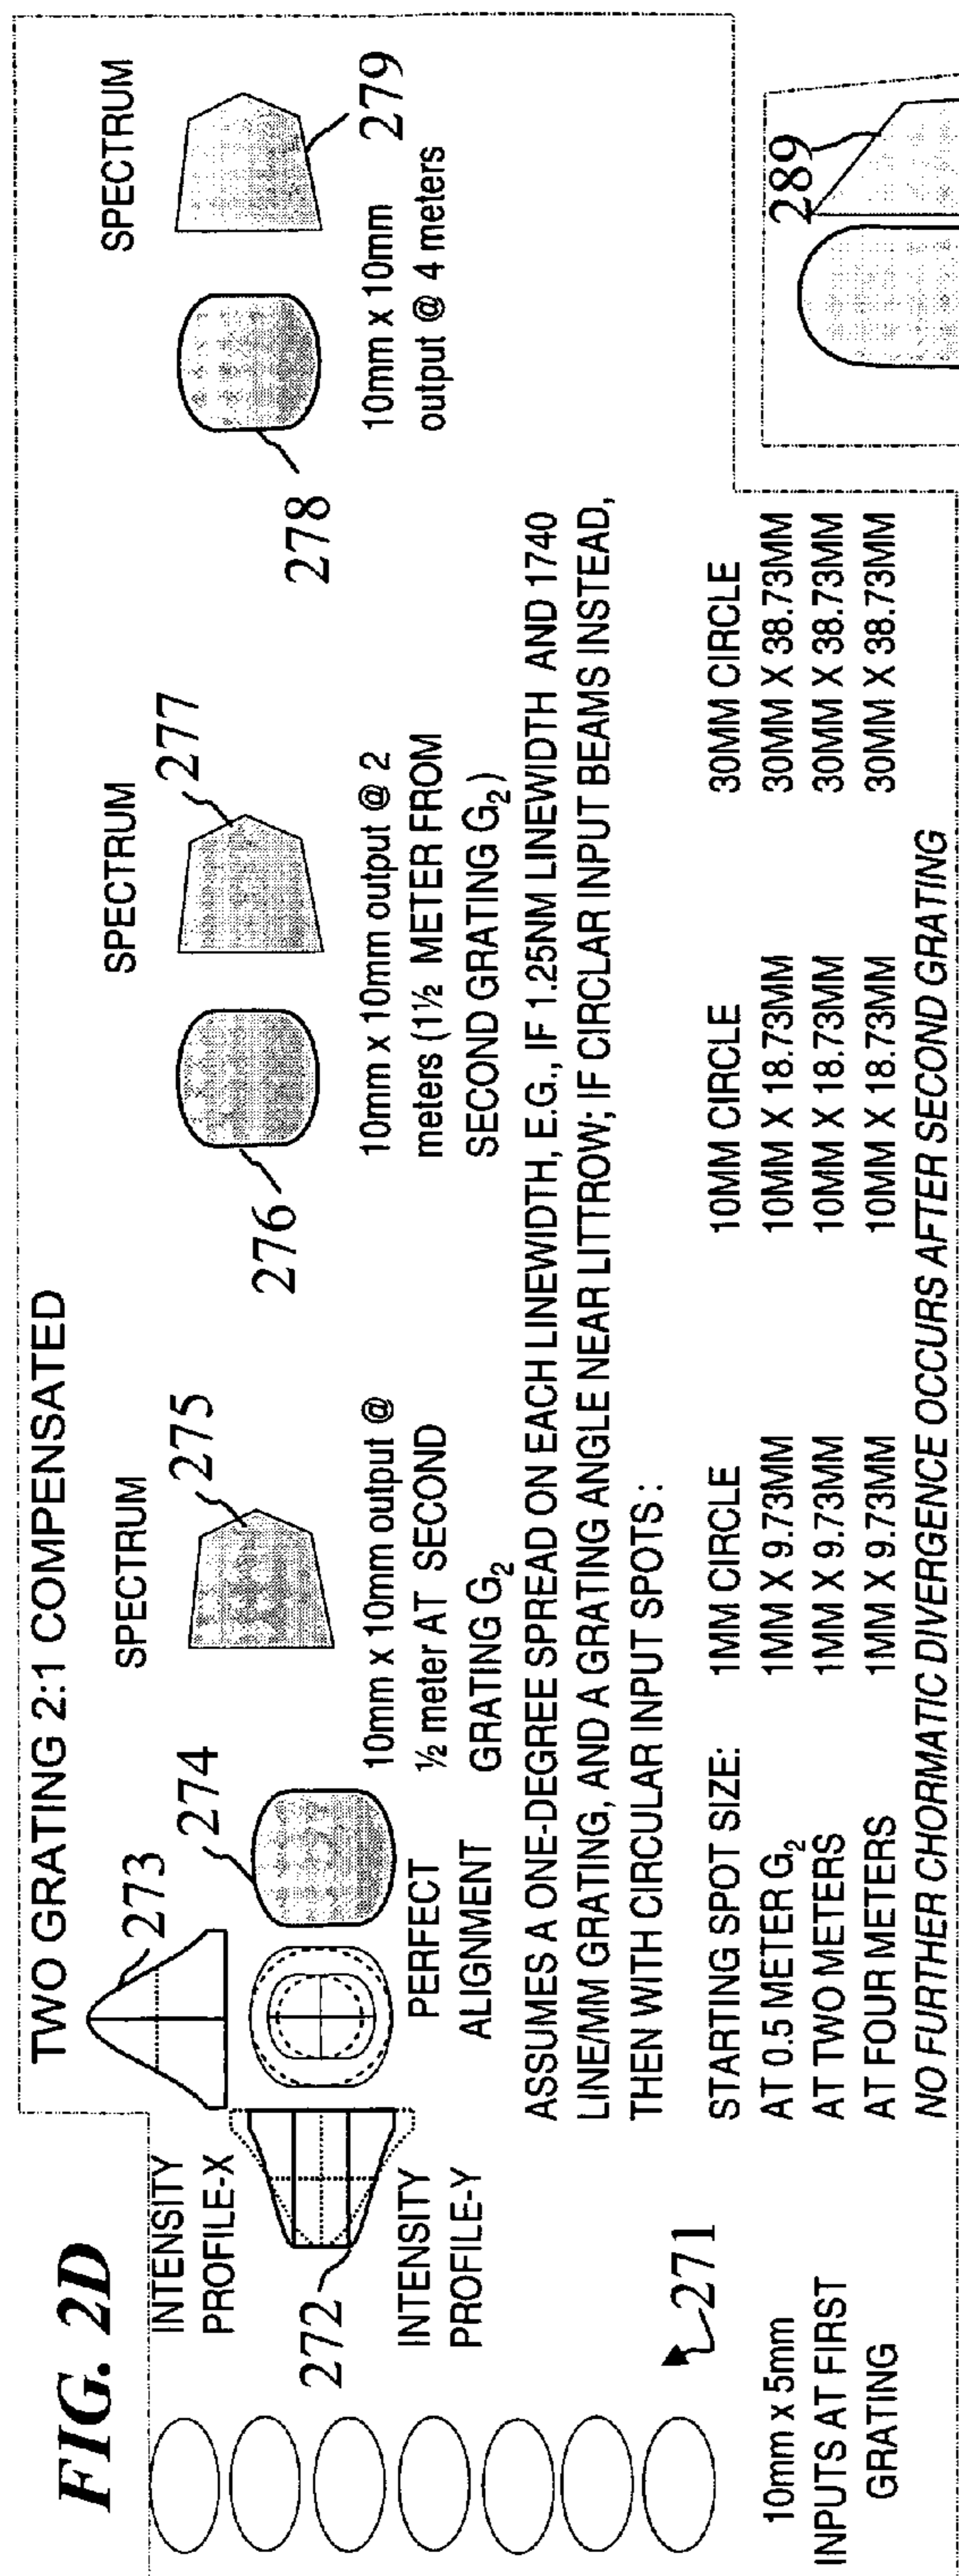 FIG. 2D
TWO GRATING 2:1 COMPENSATED
INTENSITY
PROFILE-X
273
274
SPECTRUM
275
SPECTRUM
277
SPECTRUM
279
272
INTENSITY
PROFILE-Y
PERFECT
ALIGNMENT
10mm x 10mm output @
½ meter AT SECOND
GRATING G2
276
10mm x 10mm output @ 2
meters (1½ METER FROM
SECOND GRATING G2)
278
10mm x 10mm
output @ 4 meters
271
10mm x 5mm
INPUTS AT FIRST
GRATING
ASSUMES A ONE-DEGREE SPREAD ON EACH LINEWIDTH, E.G., IF 1.25NM LINEWIDTH AND 1740
LINE/MM GRATING, AND A GRATING ANGLE NEAR LITTROW; IF CIRCLAR INPUT BEAMS INSTEAD,
THEN WITH CIRCULAR INPUT SPOTS :
STARTING SPOT SIZE: 1MM CIRCLE 10MM CIRCLE 30MM CIRCLE
AT 0.5 METER G2 1MM X 9.73MM 10MM X 18.73MM 30MM X 38.73MM
AT TWO METERS 1MM X 9.73MM 10MM X 18.73MM 30MM X 38.73MM
AT FOUR METERS 1MM X 9.73MM 10MM X 18.73MM 30MM X 38.73MM
NO FURTHER CHORMATIC DIVERGENCE OCCURS AFTER SECOND GRATING
289